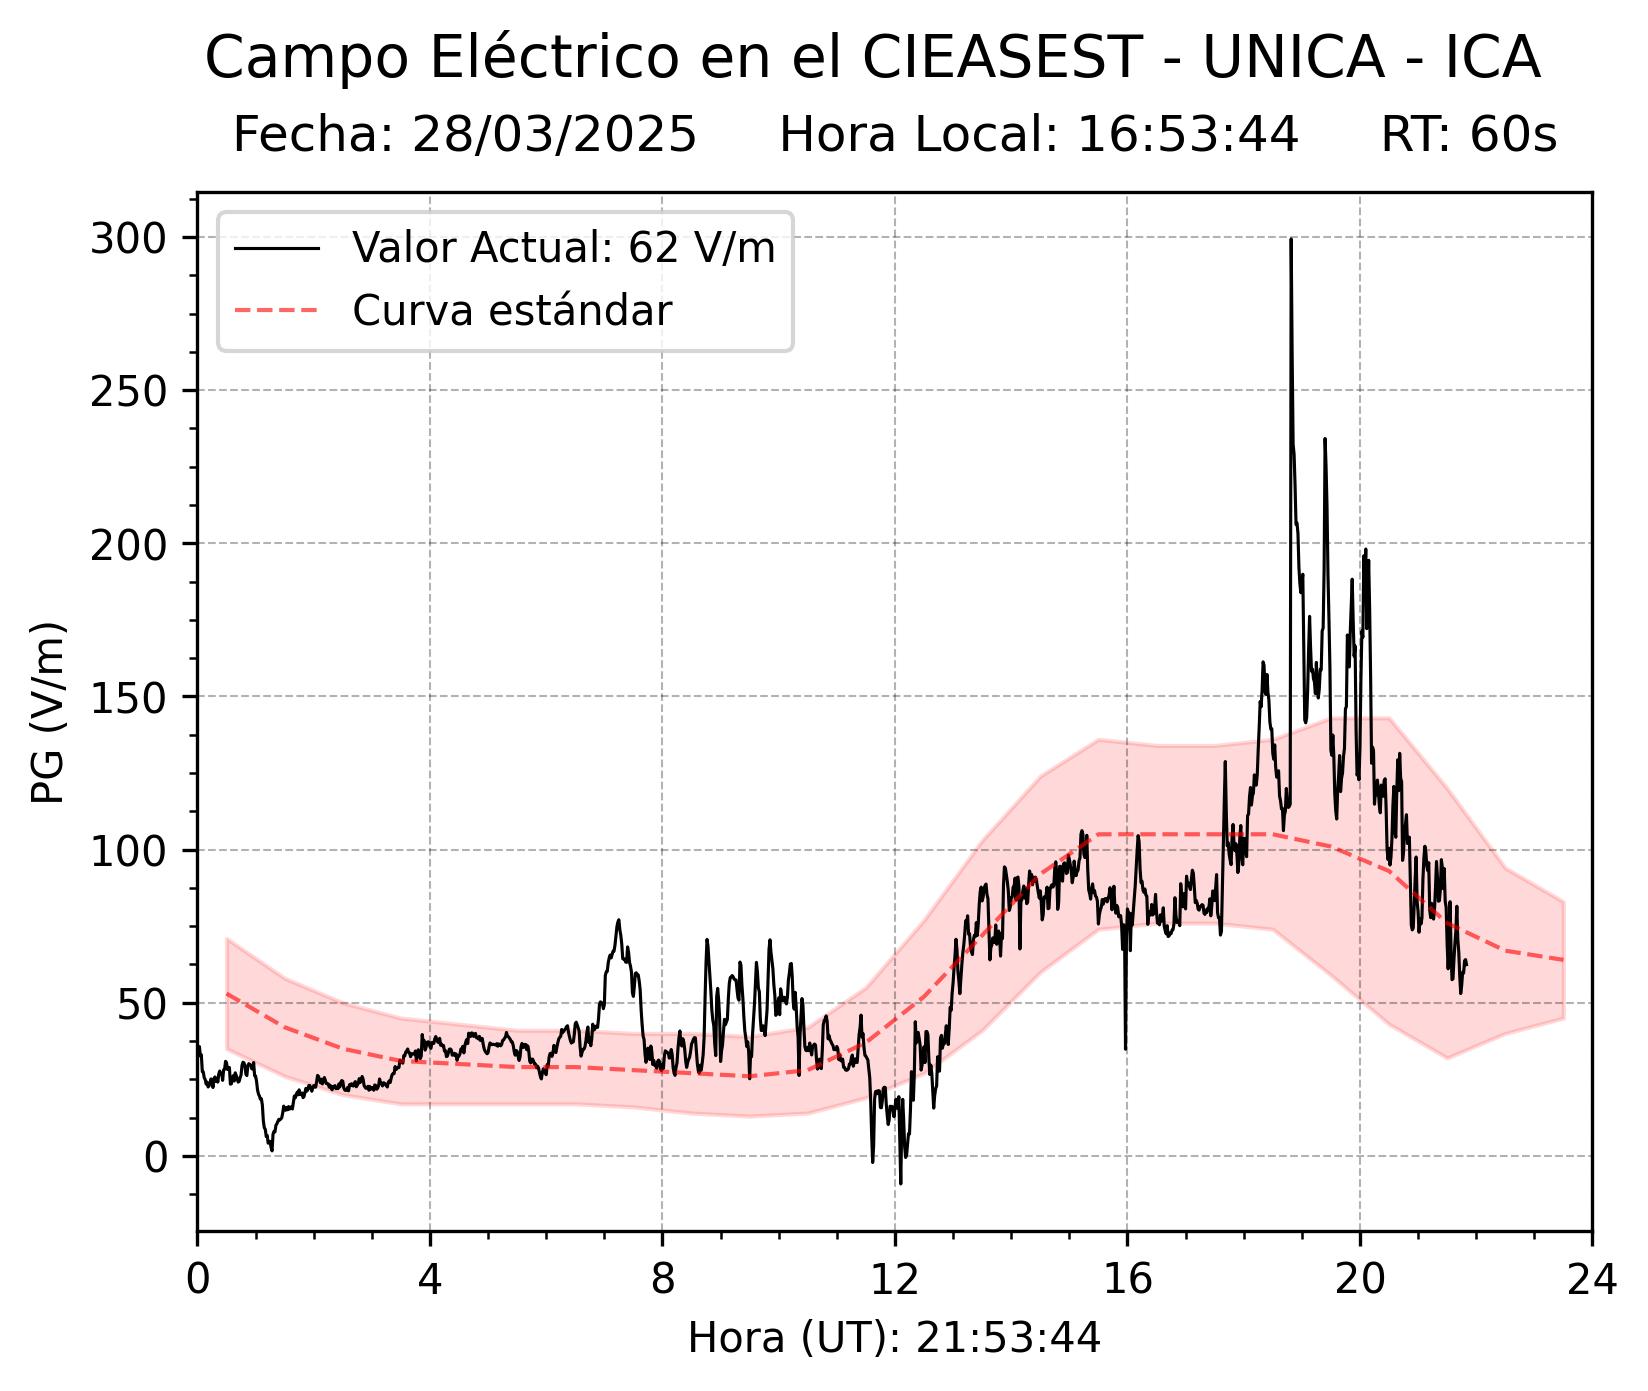 Campo Eléctrico en el CIEASEST - UNICA - ICA
Fecha: 28/03/2025 Hora Local: 16:53:44 RT: 60s
Valor Actual: 62 V/m
Curva estándar
300
250
200
150
100
50
0
PG (V/m)
0 4 8 12 16 20 24
Hora (UT): 21:53:44